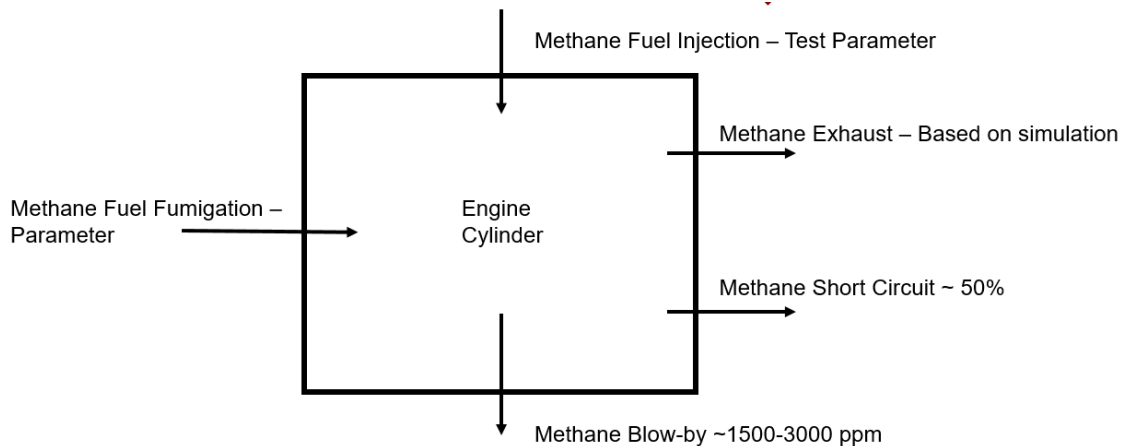 Methane Fuel Injection – Test Parameter
Methane Exhaust – Based on simulation
Methane Fuel Fumigation –
Parameter
Engine
Cylinder
Methane Short Circuit ~ 50%
Methane Blow-by ~1500-3000 ppm